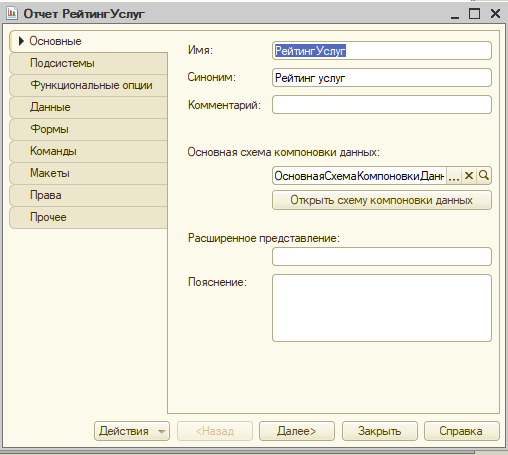 Отчет РейтингУслуг
Основные
Подсистемы
Функциональные опции
Данные
Формы
Команды
Макеты
Права
Прочее
Имя: РейтингУслуг
Синоним: Рейтинг услуг
Комментарий:
Основная схема компоновки данных:
ОсновнаяСхемаКомпоновкиДанн ...
Открыть схему компоновки данных
Расширенное представление:
Пояснение:
Действия <Назад Далее> Закрыть Справка